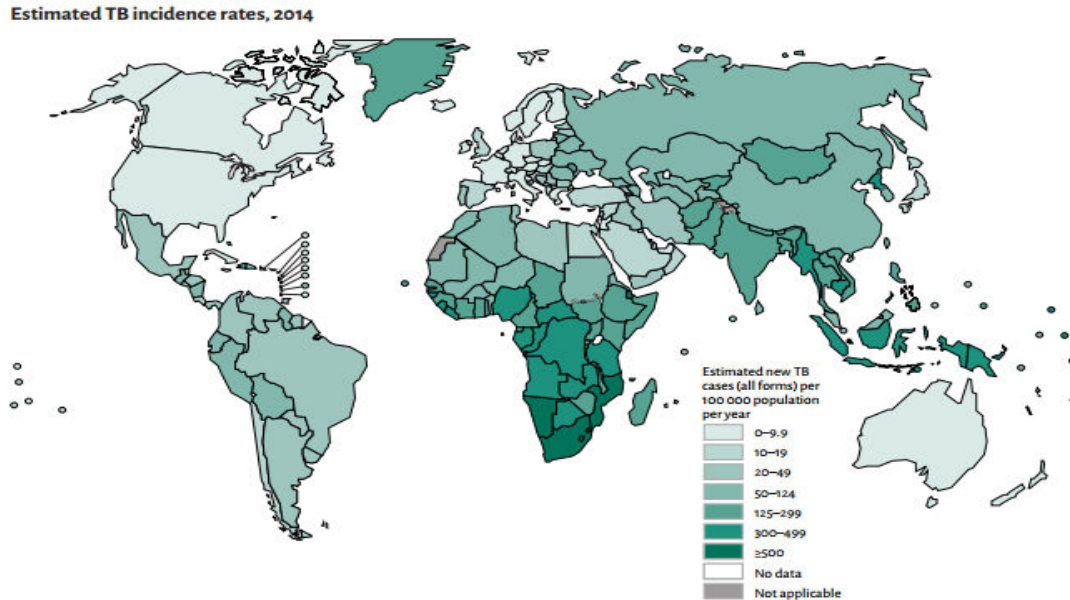 Estimated TB incidence rates, 2014
Estimated new TB
cases (all forms) per
100 000 population
per year
0–9.9
10–19
20–49
50–124
125–299
300–499
≥500
No data
Not applicable